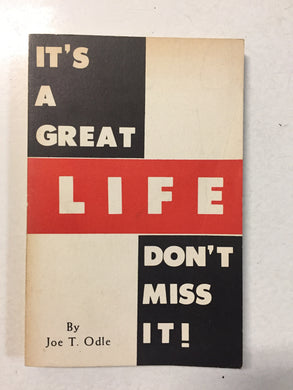 IT'S
A
GREAT
LIFE
DON'T
MISS
IT!
By
Joe T. Odle